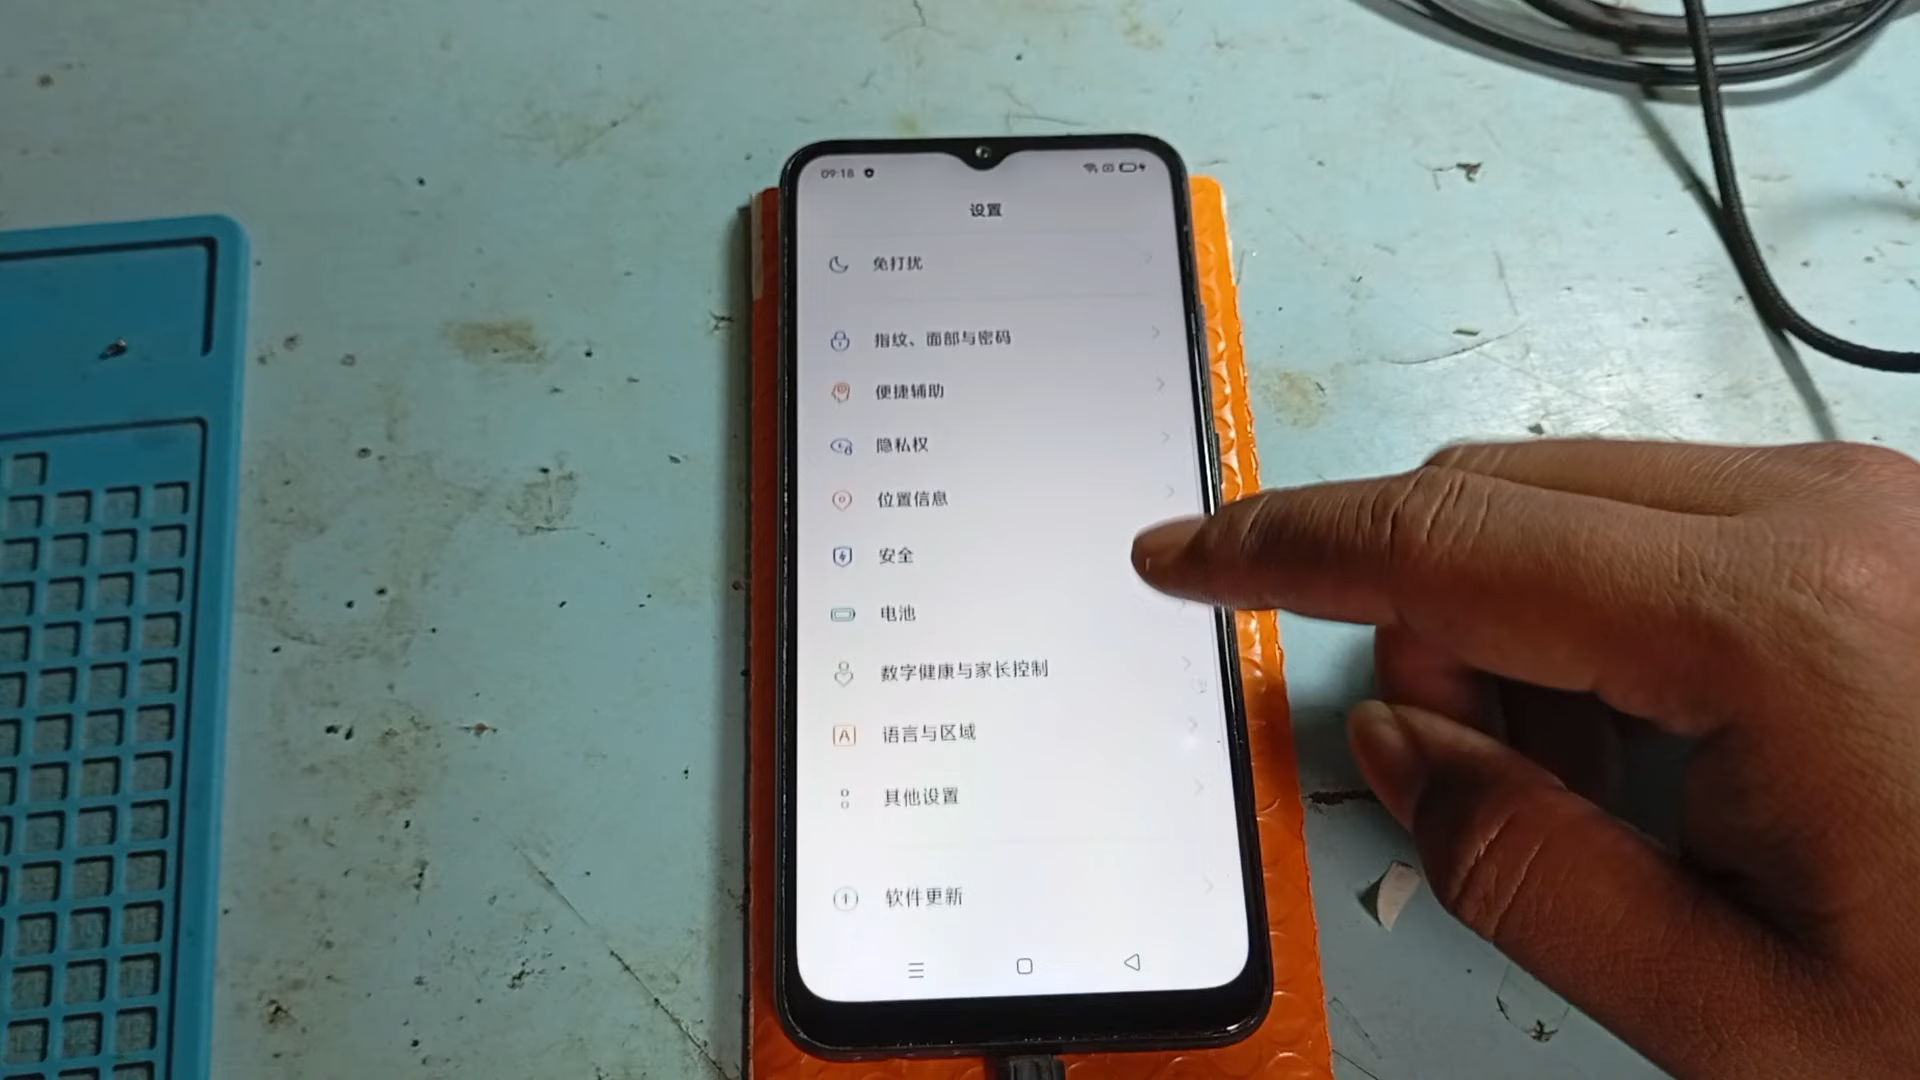 09:18
设置
免打扰
指纹、面部与密码
便捷辅助
隐私权
位置信息
安全
电池
数字健康与家长控制
A 语言与区域
其他设置
软件更新